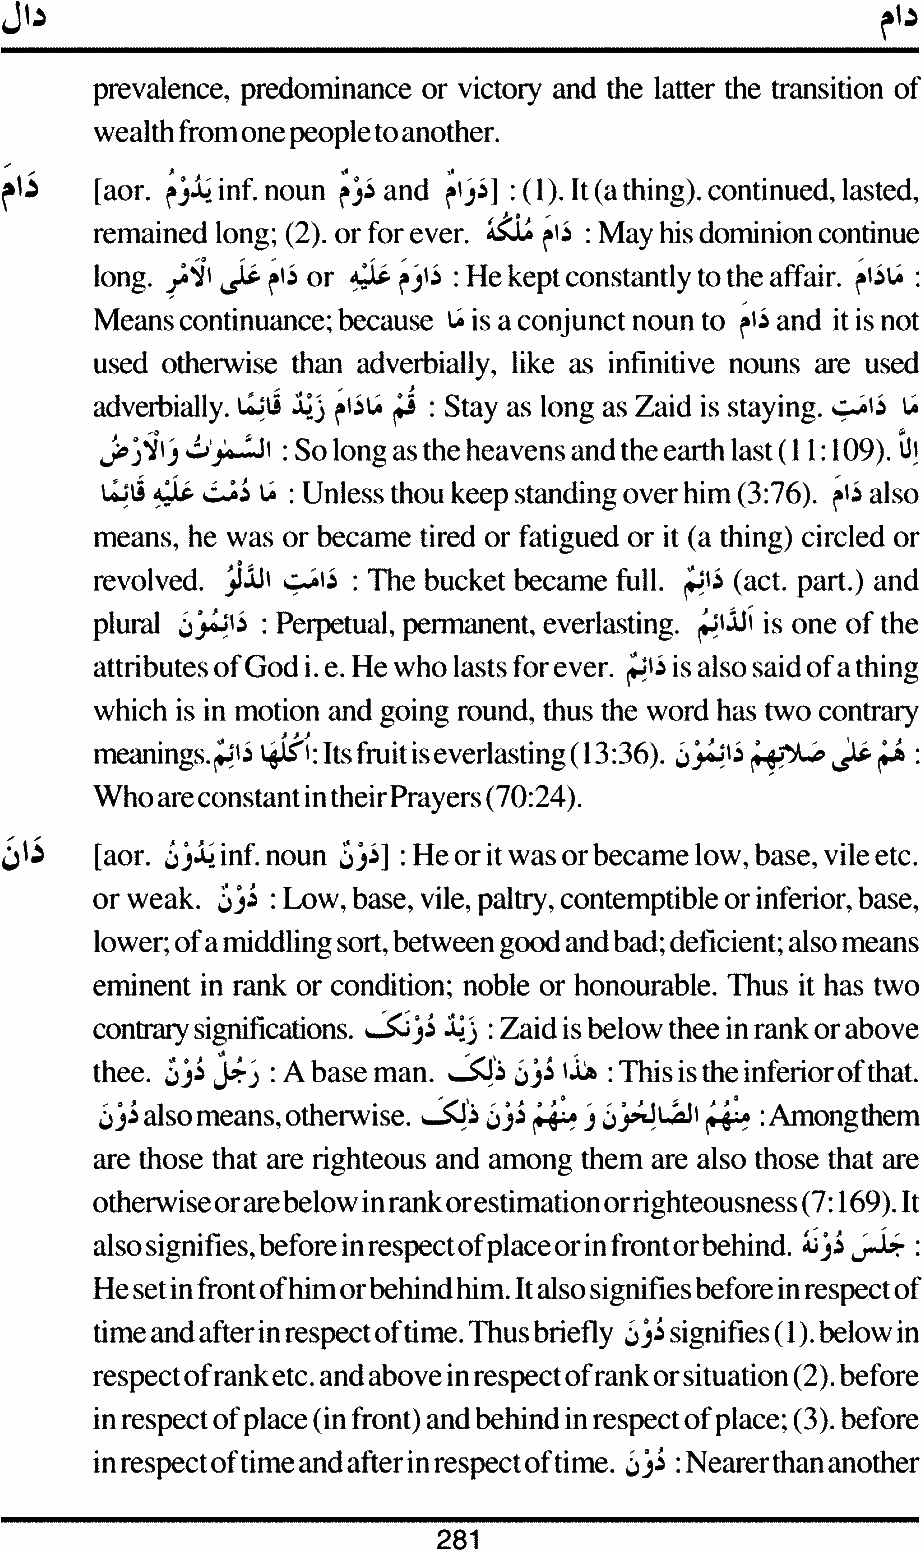 دال دام
prevalence, predominance or victory and the latter the transition of
wealth from one people to another.
دَامَ [aor. يَدُوْمُ inf. noun دَوْمٌ and دَوَامٌ] : (1). It (a thing). continued, lasted,
remained long; (2). or for ever. دَامَ مُلْكُهُ : May his dominion continue
long. دَامَ عَلَى الْاَمْرِ or دَاوَمَ عَلَيْهِ : He kept constantly to the affair. مَادَامَ :
Means continuance; because مَا is a conjunct noun to دَامَ and it is not
used otherwise than adverbially, like as infinitive nouns are used
adverbially. قُمْ مَادَامَ زَيْدٌ قَائِمًا : Stay as long as Zaid is staying. مَا دَامَتِ
السَّمٰوٰتُ وَالْاَرْضُ : So long as the heavens and the earth last (11:109). اِلَّا
مَا دُمْتَ عَلَيْهِ قَائِمًا : Unless thou keep standing over him (3:76). دَامَ also
means, he was or became tired or fatigued or it (a thing) circled or
revolved. دَامَتِ الدَّلْوُ : The bucket became full. دَائِمٌ (act. part.) and
plural دَائِمُوْنَ : Perpetual, permanent, everlasting. اَلدَّائِمُ is one of the
attributes of God i. e. He who lasts for ever. دَائِمٌ is also said of a thing
which is in motion and going round, thus the word has two contrary
meanings. اُكُلُهَا دَائِمٌ: Its fruit is everlasting (13:36). هُمْ عَلٰى صَلَاتِهِمْ دَائِمُوْنَ :
Who are constant in their Prayers (70:24).
دَانَ [aor. يَدُوْنُ inf. noun دَوْنٌ] : He or it was or became low, base, vile etc.
or weak. دُوْنٌ : Low, base, vile, paltry, contemptible or inferior, base,
lower; of a middling sort, between good and bad; deficient; also means
eminent in rank or condition; noble or honourable. Thus it has two
contrary significations. زَيْدٌ دُوْنَكَ : Zaid is below thee in rank or above
thee. رَجُلٌ دُوْنٌ : A base man. هٰذَا دُوْنَ ذٰلِكَ : This is the inferior of that.
دُوْنَ also means, otherwise. مِنْهُمُ الصَّالِحُوْنَ وَ مِنْهُمْ دُوْنَ ذٰلِكَ : Among them
are those that are righteous and among them are also those that are
otherwise or are below in rank or estimation or righteousness (7:169). It
also signifies, before in respect of place or in front or behind. جَلَسَ دُوْنَهُ :
He set in front of him or behind him. It also signifies before in respect of
time and after in respect of time. Thus briefly دُوْنَ signifies (1). below in
respect of rank etc. and above in respect of rank or situation (2). before
in respect of place (in front) and behind in respect of place; (3). before
in respect of time and after in respect of time. دُوْنَ : Nearer than another
281